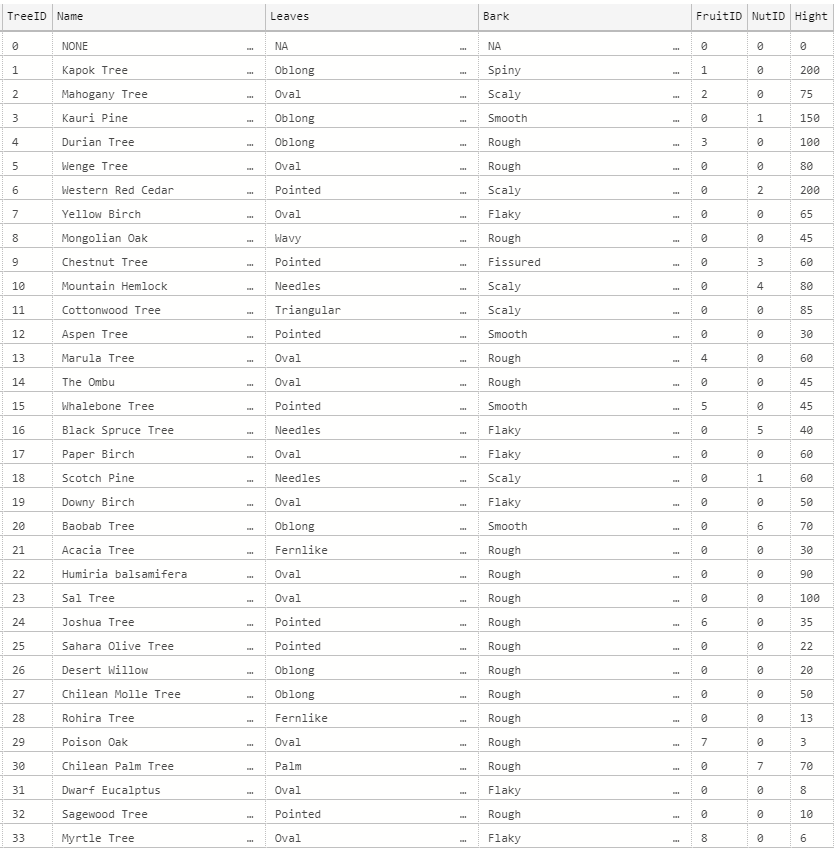 TreeID Name Leaves Bark FruitID NutID Hight
0 NONE … NA … NA … 0 0 0
1 Kapok Tree … Oblong … Spiny … 1 0 200
2 Mahogany Tree … Oval … Scaly … 2 0 75
3 Kauri Pine … Oblong … Smooth … 0 1 150
4 Durian Tree … Oblong … Rough … 3 0 100
5 Wenge Tree … Oval … Rough … 0 0 80
6 Western Red Cedar … Pointed … Scaly … 0 2 200
7 Yellow Birch … Oval … Flaky … 0 0 65
8 Mongolian Oak … Wavy … Rough … 0 0 45
9 Chestnut Tree … Pointed … Fissured … 0 3 60
10 Mountain Hemlock … Needles … Scaly … 0 4 80
11 Cottonwood Tree … Triangular … Scaly … 0 0 85
12 Aspen Tree … Pointed … Smooth … 0 0 30
13 Marula Tree … Oval … Rough … 4 0 60
14 The Ombu … Oval … Rough … 0 0 45
15 Whalebone Tree … Pointed … Smooth … 5 0 45
16 Black Spruce Tree … Needles … Flaky … 0 5 40
17 Paper Birch … Oval … Flaky … 0 0 60
18 Scotch Pine … Needles … Scaly … 0 1 60
19 Downy Birch … Oval … Flaky … 0 0 50
20 Baobab Tree … Oblong … Smooth … 0 6 70
21 Acacia Tree … Fernlike … Rough … 0 0 30
22 Humiria balsamifera … Oval … Rough … 0 0 90
23 Sal Tree … Oval … Rough … 0 0 100
24 Joshua Tree … Pointed … Rough … 6 0 35
25 Sahara Olive Tree … Pointed … Rough … 0 0 22
26 Desert Willow … Oblong … Rough … 0 0 20
27 Chilean Molle Tree … Oblong … Rough … 0 0 50
28 Rohira Tree … Fernlike … Rough … 0 0 13
29 Poison Oak … Oval … Rough … 7 0 3
30 Chilean Palm Tree … Palm … Rough … 0 7 70
31 Dwarf Eucalptus … Oval … Flaky … 0 0 8
32 Sagewood Tree … Pointed … Rough … 0 0 10
33 Myrtle Tree … Oval … Flaky … 8 0 6